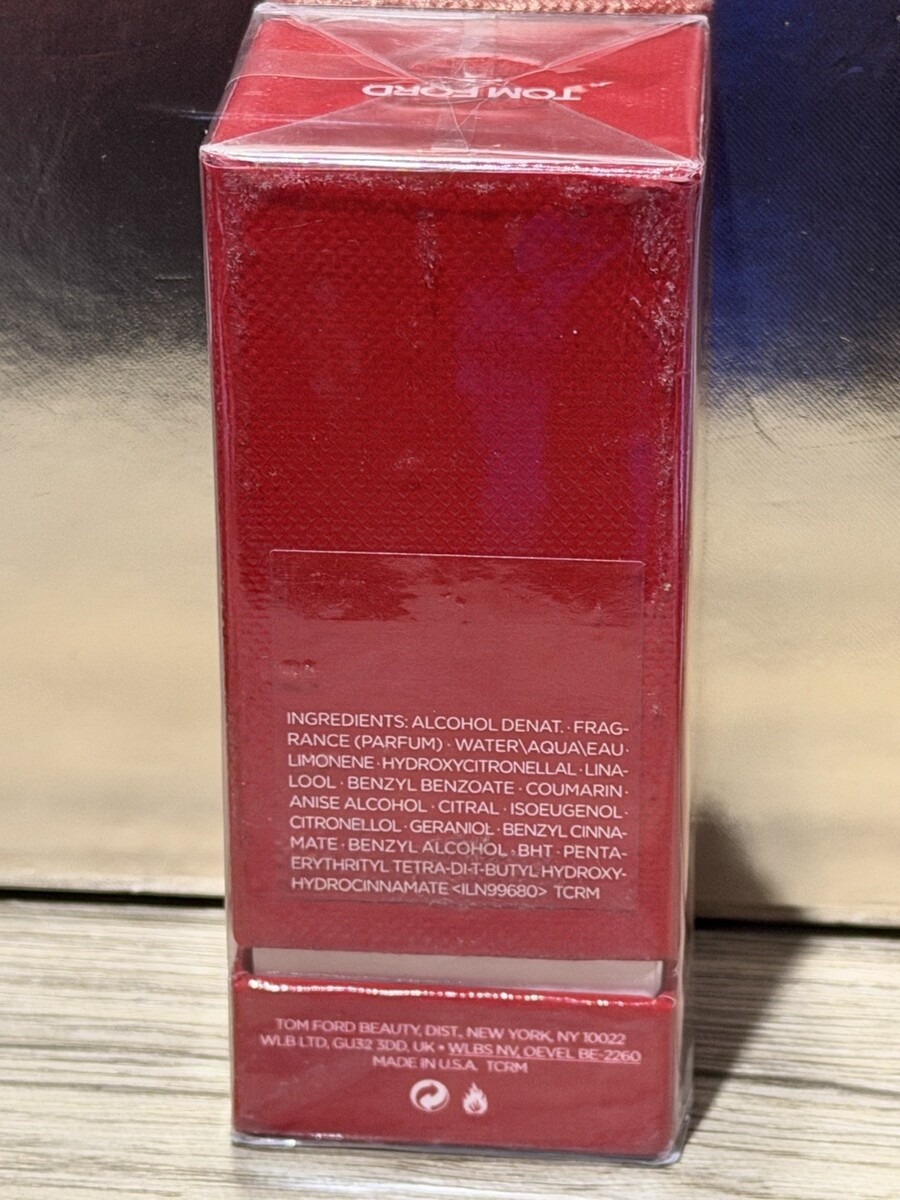 TOM FORD
INGREDIENTS: ALCOHOL DENAT. · FRAG-
RANCE (PARFUM) · WATER\AQUA\EAU ·
LIMONENE · HYDROXYCITRONELLAL · LINA-
LOOL · BENZYL BENZOATE · COUMARIN ·
ANISE ALCOHOL · CITRAL · ISOEUGENOL ·
CITRONELLOL · GERANIOL · BENZYL CINNA-
MATE · BENZYL ALCOHOL · BHT · PENTA-
ERYTHRITYL TETRA-DI-T-BUTYL HYDROXY-
HYDROCINNAMATE <ILN99680> TCRM
TOM FORD BEAUTY, DIST, NEW YORK, NY 10022
WLB LTD, GU32 3DD, UK • WLBS NV, OEVEL BE-2260
MADE IN U.S.A. TCRM